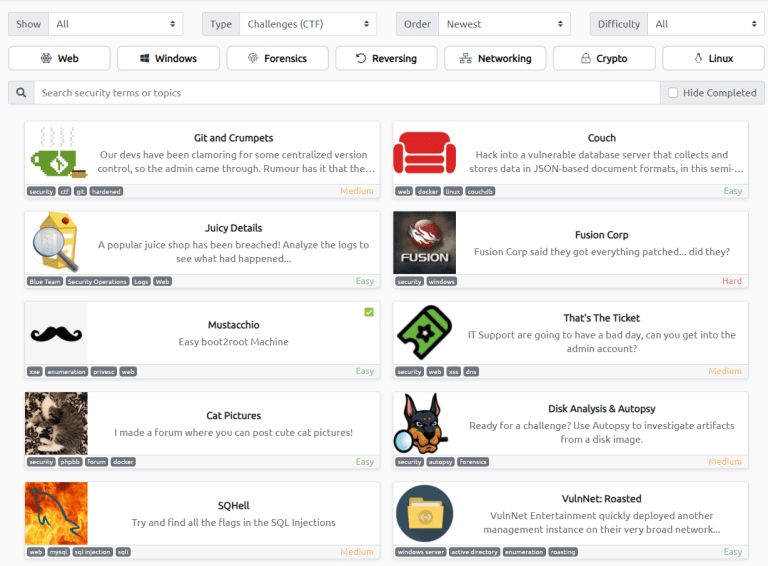 Show All Type Challenges (CTF) Order Newest Difficulty All
Web Windows Forensics Reversing Networking Crypto Linux
Search security terms or topics Hide Completed
Git and Crumpets
Our devs have been clamoring for some centralized version
control, so the admin came through. Rumour has it that the...
security ctf git hardened Medium
Couch
Hack into a vulnerable database server that collects and
stores data in JSON-based document formats, in this semi-...
web docker linux couchdb Easy
Juicy Details
A popular juice shop has been breached! Analyze the logs to
see what had happened...
Blue Team Security Operations Logs Web Easy
FUSION
Fusion Corp
Fusion Corp said they got everything patched... did they?
security windows Hard
Mustacchio
Easy boot2root Machine
xxe enumeration privesc web Easy
That's The Ticket
IT Support are going to have a bad day, can you get into the
admin account?
security web xss dns Medium
Cat Pictures
I made a forum where you can post cute cat pictures!
security phpbb forum docker Easy
Disk Analysis & Autopsy
Ready for a challenge? Use Autopsy to investigate artifacts
from a disk image.
security autopsy forensics Medium
SQHell
Try and find all the flags in the SQL Injections
web mysql sql injection sqli Medium
VulnNet: Roasted
VulnNet Entertainment quickly deployed another
management instance on their very broad network...
windows server active directory enumeration roasting Easy